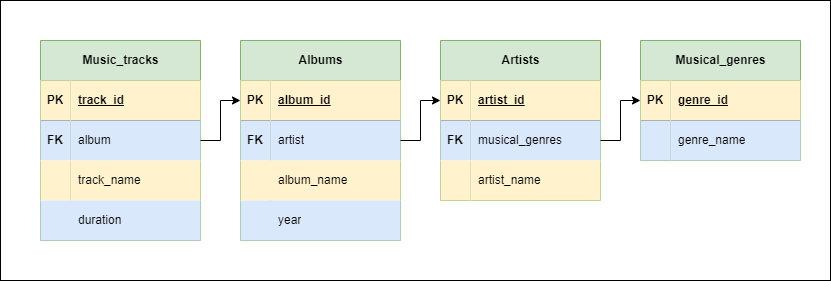 Music_tracks
PK track_id
FK album
track_name
duration
Albums
PK album_id
FK artist
album_name
year
Artists
PK artist_id
FK musical_genres
artist_name
Musical_genres
PK genre_id
genre_name